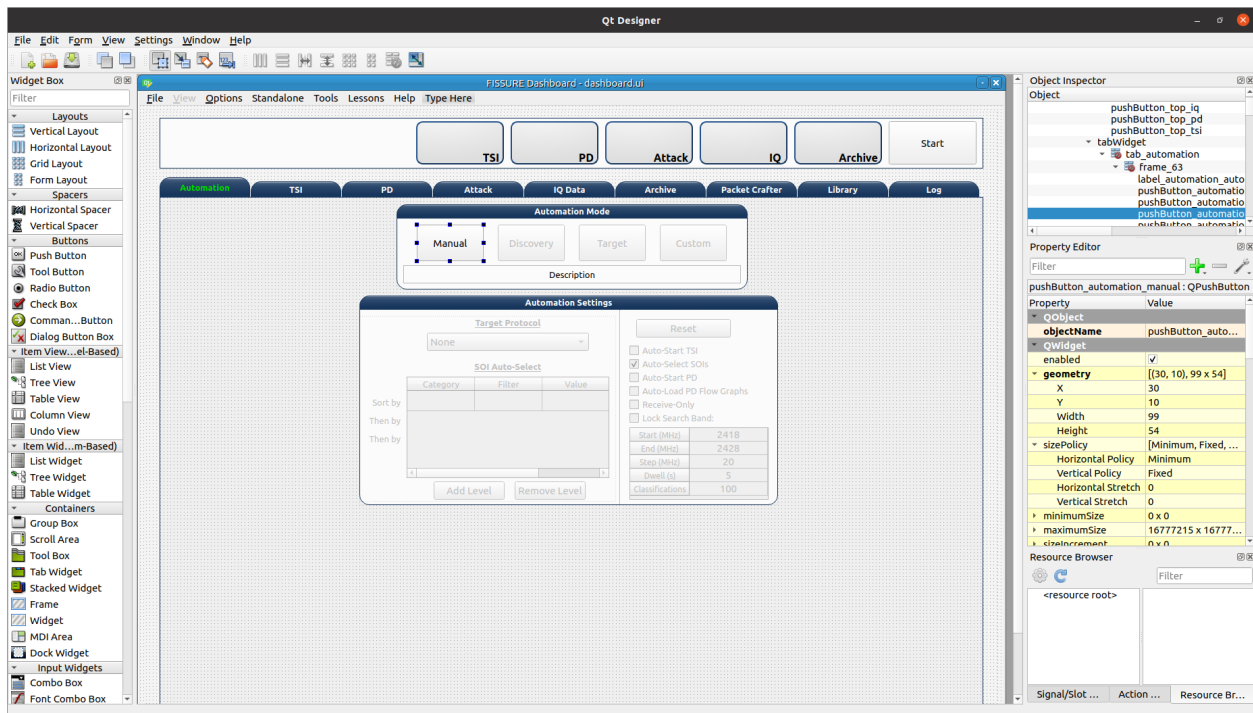 Qt Designer
File Edit Form View Settings Window Help
Widget Box
Filter
Layouts
Vertical Layout
Horizontal Layout
Grid Layout
Form Layout
Spacers
Horizontal Spacer
Vertical Spacer
Buttons
Push Button
Tool Button
Radio Button
Check Box
Comman...Button
Dialog Button Box
Item View...el-Based)
List View
Tree View
Table View
Column View
Undo View
Item Wid...m-Based)
List Widget
Tree Widget
Table Widget
Containers
Group Box
Scroll Area
Tool Box
Tab Widget
Stacked Widget
Frame
Widget
MDI Area
Dock Widget
Input Widgets
Combo Box
Font Combo Box
FISSURE Dashboard - dashboard.ui
File View Options Standalone Tools Lessons Help Type Here
TSI PD Attack IQ Archive Start
Automation TSI PD Attack IQ Data Archive Packet Crafter Library Log
Automation Mode
Manual Discovery Target Custom
Description
Automation Settings
Target Protocol
None
SOI Auto-Select
Category Filter Value
Sort by
Then by
Then by
Add Level Remove Level
Reset
Auto-Start TSI
Auto-Select SOIs
Auto-Start PD
Auto-Load PD Flow Graphs
Receive-Only
Lock Search Band:
Start (MHz) 2418
End (MHz) 2428
Step (MHz) 20
Dwell (s) 5
Classifications 100
Object Inspector
Object
pushButton_top_iq
pushButton_top_pd
pushButton_top_tsi
tabWidget
tab_automation
frame_63
label_automation_auto
pushButton_automatio
pushButton_automatio
pushButton_automatio
pushButton_automatio
Property Editor
Filter
pushButton_automation_manual : QPushButton
Property Value
QObject
objectName pushButton_auto...
QWidget
enabled
geometry [(30, 10), 99 x 54]
X 30
Y 10
Width 99
Height 54
sizePolicy [Minimum, Fixed, ...
Horizontal Policy Minimum
Vertical Policy Fixed
Horizontal Stretch 0
Vertical Stretch 0
minimumSize 0 x 0
maximumSize 16777215 x 16777...
sizeIncrement 0 x 0
Resource Browser
Filter
<resource root>
Signal/Slot ... Action ... Resource Br...